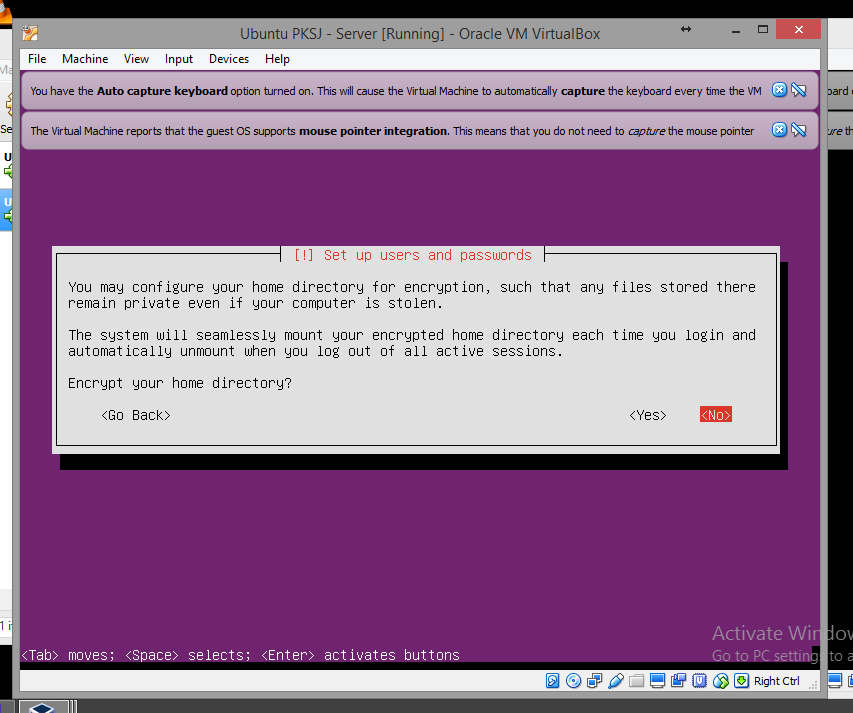 Ubuntu PKSJ - Server [Running] - Oracle VM VirtualBox
File Machine View Input Devices Help
You have the Auto capture keyboard option turned on. This will cause the Virtual Machine to automatically capture the keyboard every time the VM
The Virtual Machine reports that the guest OS supports mouse pointer integration. This means that you do not need to capture the mouse pointer
[!] Set up users and passwords
You may configure your home directory for encryption, such that any files stored there
remain private even if your computer is stolen.
The system will seamlessly mount your encrypted home directory each time you login and
automatically unmount when you log out of all active sessions.
Encrypt your home directory?
<Go Back> <Yes> <No>
Activate Window
Go to PC settings to a
<Tab> moves; <Space> selects; <Enter> activates buttons
Right Ctrl